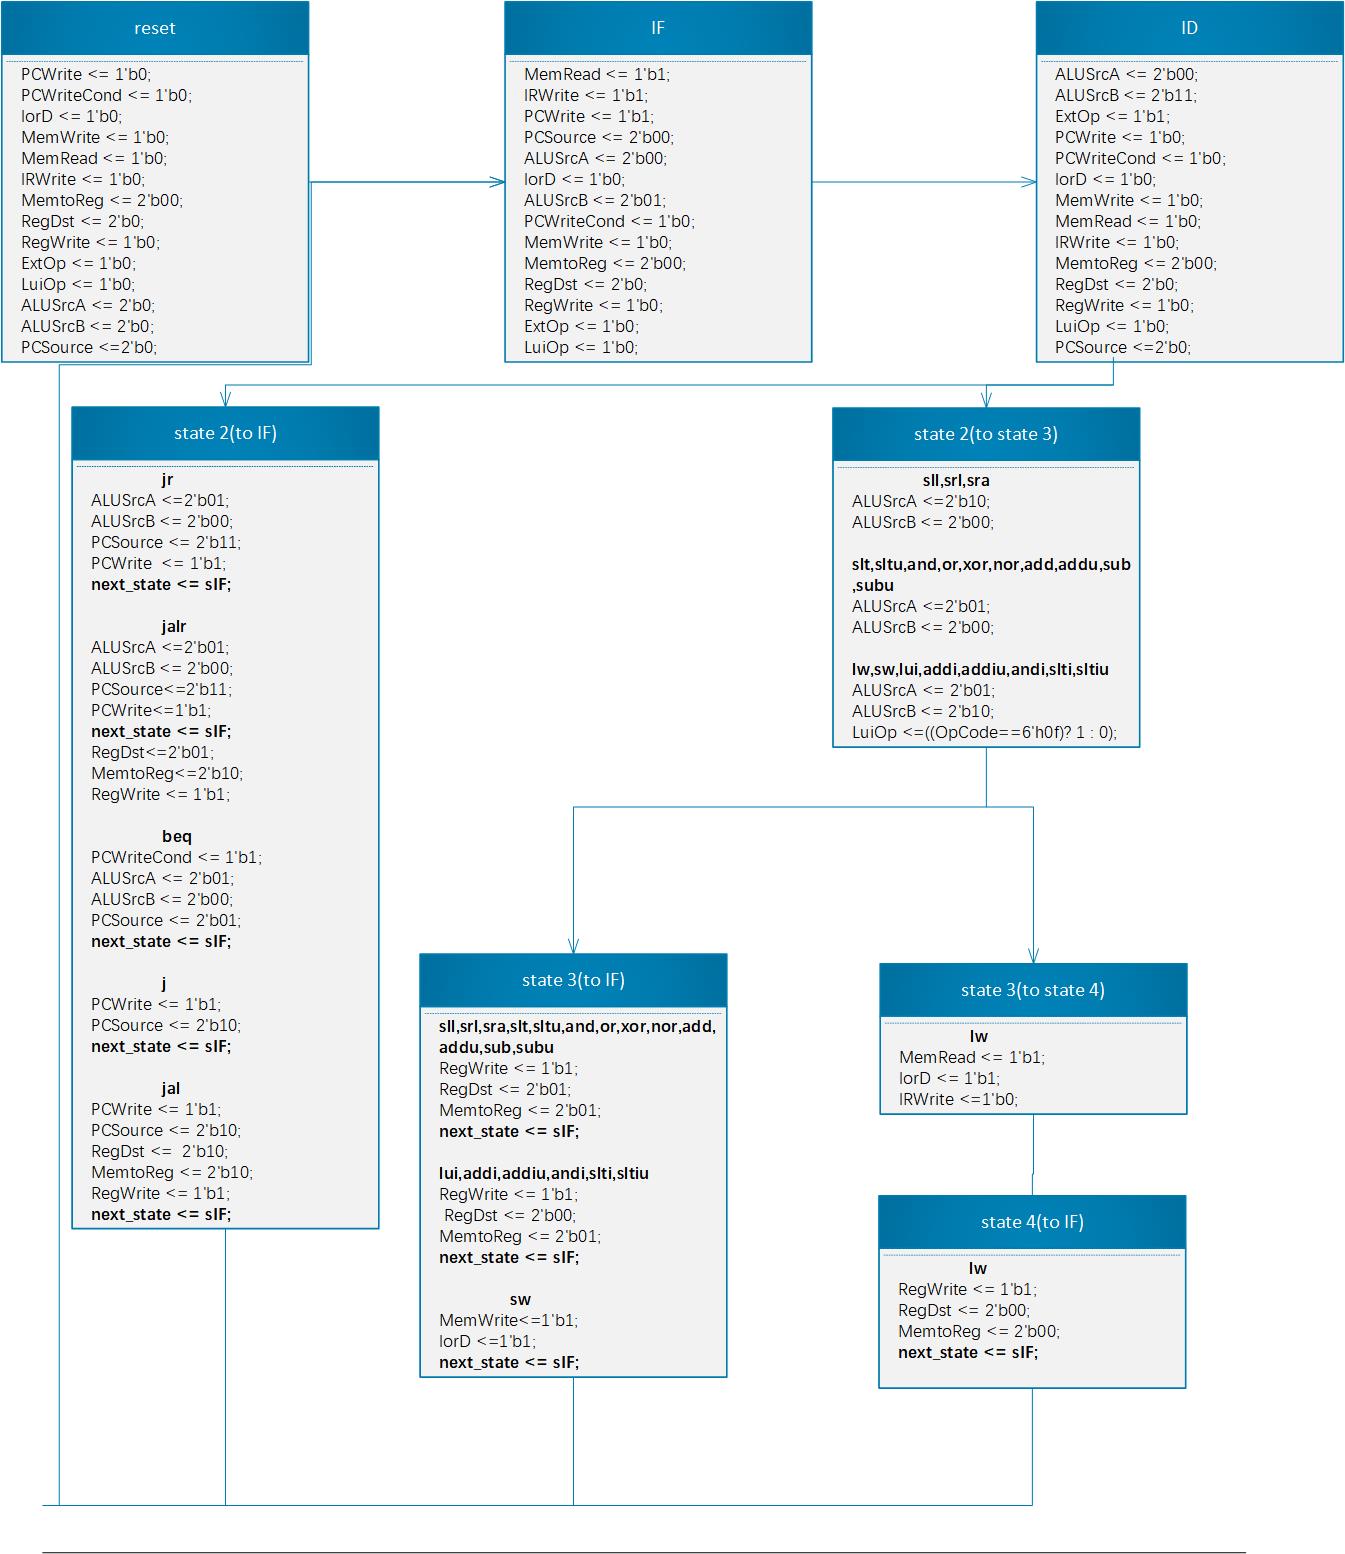 reset
PCWrite <= 1'b0;
PCWriteCond <= 1'b0;
IorD <= 1'b0;
MemWrite <= 1'b0;
MemRead <= 1'b0;
IRWrite <= 1'b0;
MemtoReg <= 2'b00;
RegDst <= 2'b0;
RegWrite <= 1'b0;
ExtOp <= 1'b0;
LuiOp <= 1'b0;
ALUSrcA <= 2'b0;
ALUSrcB <= 2'b0;
PCSource <=2'b0;
IF
MemRead <= 1'b1;
IRWrite <= 1'b1;
PCWrite <= 1'b1;
PCSource <= 2'b00;
ALUSrcA <= 2'b00;
IorD <= 1'b0;
ALUSrcB <= 2'b01;
PCWriteCond <= 1'b0;
MemWrite <= 1'b0;
MemtoReg <= 2'b00;
RegDst <= 2'b0;
RegWrite <= 1'b0;
ExtOp <= 1'b0;
LuiOp <= 1'b0;
ID
ALUSrcA <= 2'b00;
ALUSrcB <= 2'b11;
ExtOp <= 1'b1;
PCWrite <= 1'b0;
PCWriteCond <= 1'b0;
IorD <= 1'b0;
MemWrite <= 1'b0;
MemRead <= 1'b0;
IRWrite <= 1'b0;
MemtoReg <= 2'b00;
RegDst <= 2'b0;
RegWrite <= 1'b0;
LuiOp <= 1'b0;
PCSource <=2'b0;
state 2(to IF)
jr
ALUSrcA <=2'b01;
ALUSrcB <= 2'b00;
PCSource <= 2'b11;
PCWrite <= 1'b1;
next_state <= sIF;
jalr
ALUSrcA <=2'b01;
ALUSrcB <= 2'b00;
PCSource<=2'b11;
PCWrite<=1'b1;
next_state <= sIF;
RegDst<=2'b01;
MemtoReg<=2'b10;
RegWrite <= 1'b1;
beq
PCWriteCond <= 1'b1;
ALUSrcA <= 2'b01;
ALUSrcB <= 2'b00;
PCSource <= 2'b01;
next_state <= sIF;
j
PCWrite <= 1'b1;
PCSource <= 2'b10;
next_state <= sIF;
jal
PCWrite <= 1'b1;
PCSource <= 2'b10;
RegDst <= 2'b10;
MemtoReg <= 2'b10;
RegWrite <= 1'b1;
next_state <= sIF;
state 2(to state 3)
sll,srl,sra
ALUSrcA <=2'b10;
ALUSrcB <= 2'b00;
slt,sltu,and,or,xor,nor,add,addu,sub
,subu
ALUSrcA <=2'b01;
ALUSrcB <= 2'b00;
lw,sw,lui,addi,addiu,andi,slti,sltiu
ALUSrcA <= 2'b01;
ALUSrcB <= 2'b10;
LuiOp <=((OpCode==6'h0f)? 1 : 0);
state 3(to IF)
sll,srl,sra,slt,sltu,and,or,xor,nor,add,
addu,sub,subu
RegWrite <= 1'b1;
RegDst <= 2'b01;
MemtoReg <= 2'b01;
next_state <= sIF;
lui,addi,addiu,andi,slti,sltiu
RegWrite <= 1'b1;
RegDst <= 2'b00;
MemtoReg <= 2'b01;
next_state <= sIF;
sw
MemWrite<=1'b1;
IorD <=1'b1;
next_state <= sIF;
state 3(to state 4)
lw
MemRead <= 1'b1;
IorD <= 1'b1;
IRWrite <=1'b0;
state 4(to IF)
lw
RegWrite <= 1'b1;
RegDst <= 2'b00;
MemtoReg <= 2'b00;
next_state <= sIF;